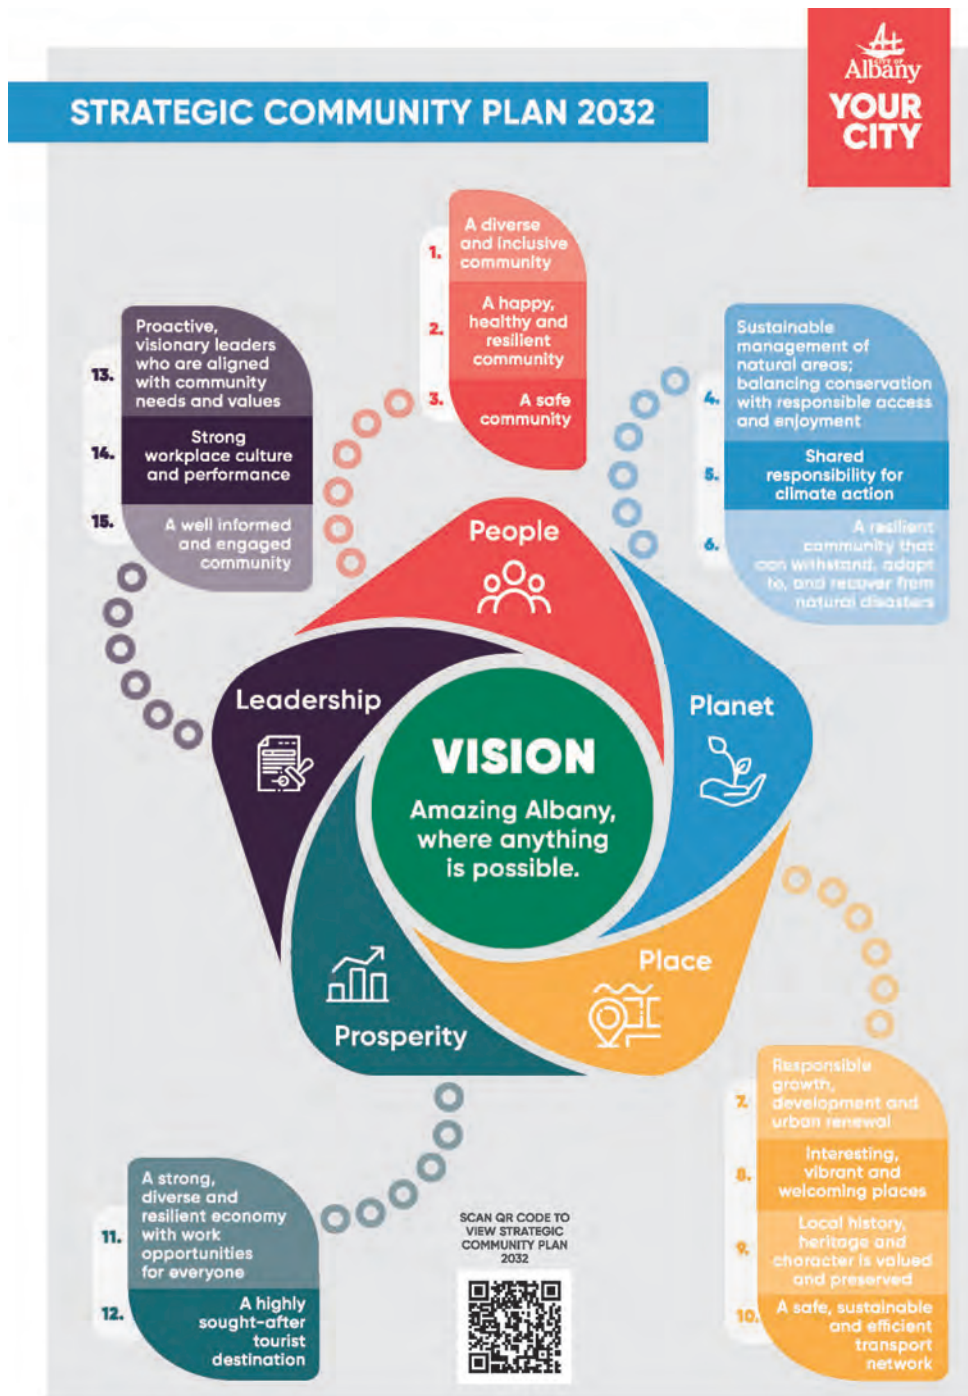 CITY OF
Albany
YOUR
CITY
STRATEGIC COMMUNITY PLAN 2032
1.
A diverse
and inclusive
community
2.
A happy,
healthy and
resilient
community
3.
A safe
community
13.
Proactive,
visionary leaders
who are aligned
with community
needs and values
14.
Strong
workplace culture
and performance
15.
A well informed
and engaged
community
4.
Sustainable
management of
natural areas;
balancing conservation
with responsible access
and enjoyment
5.
Shared
responsibility for
climate action
6.
A resilient
community that
can withstand, adapt
to, and recover from
natural disasters
People
Leadership
Planet
VISION
Amazing Albany,
where anything
is possible.
Place
Prosperity
7.
Responsible
growth,
development and
urban renewal
8.
Interesting,
vibrant and
welcoming places
9.
Local history,
heritage and
character is valued
and preserved
10.
A safe, sustainable
and efficient
transport
network
11.
A strong,
diverse and
resilient economy
with work
opportunities
for everyone
12.
A highly
sought-after
tourist
destination
SCAN QR CODE TO
VIEW STRATEGIC
COMMUNITY PLAN
2032